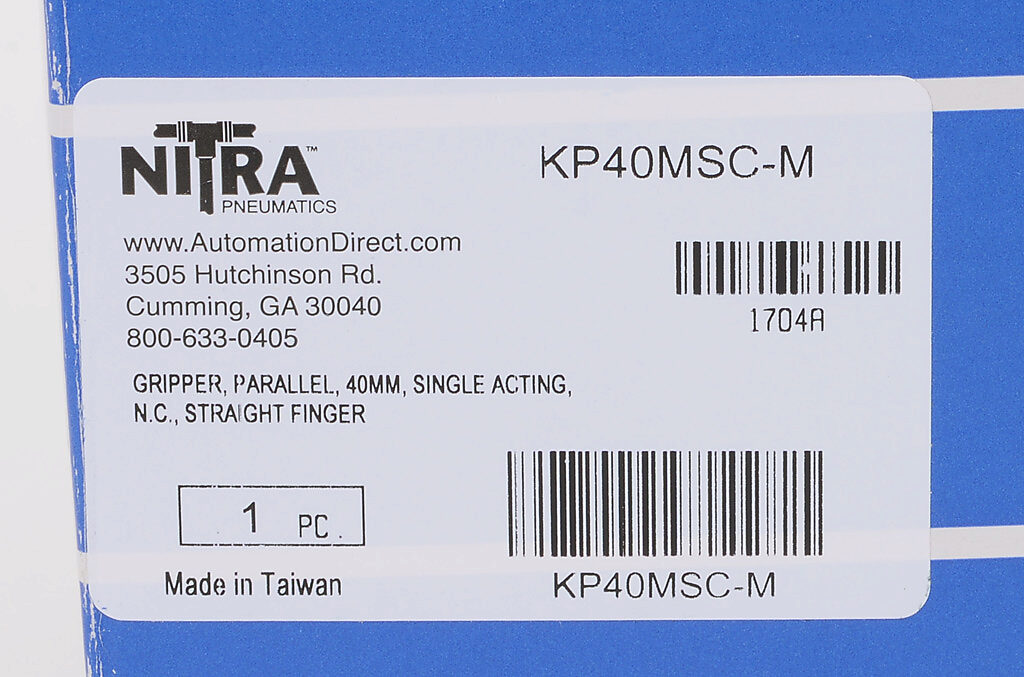 NITRA™
PNEUMATICS
www.AutomationDirect.com
3505 Hutchinson Rd.
Cumming, GA 30040
800-633-0405
KP40MSC-M
1704A
GRIPPER, PARALLEL, 40MM, SINGLE ACTING,
N.C., STRAIGHT FINGER
1 PC.
Made in Taiwan
KP40MSC-M